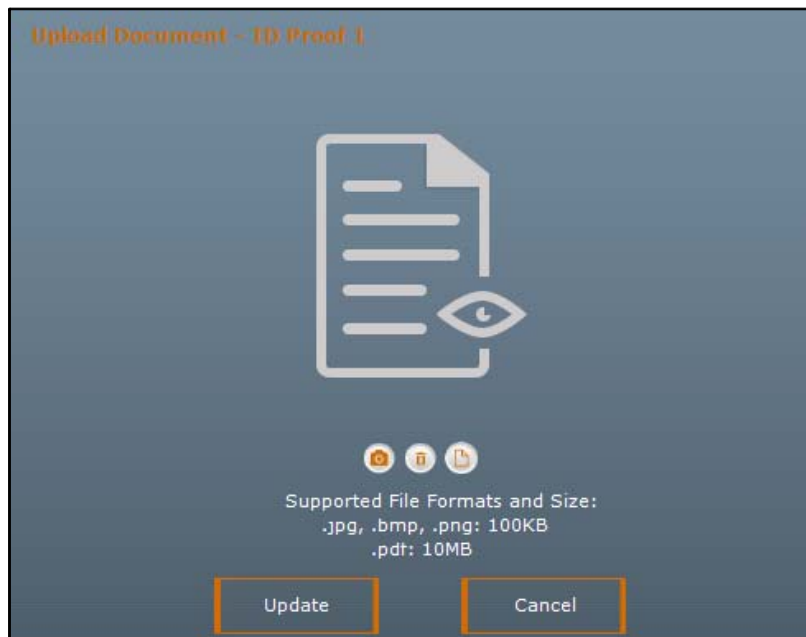 Upload Document - ID Proof 1
Supported File Formats and Size:
.jpg, .bmp, .png: 100KB
.pdf: 10MB
Update
Cancel